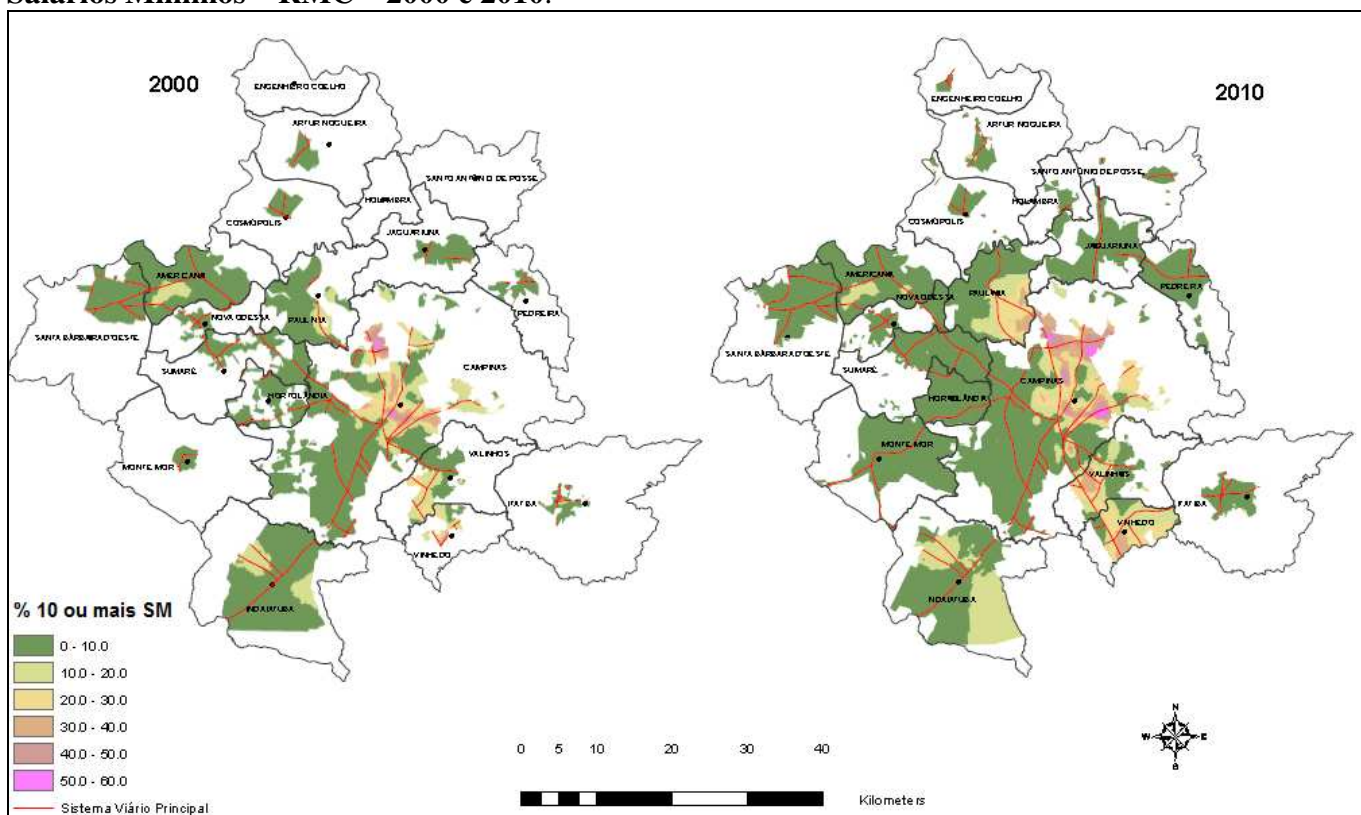 Salários Mínimos – RMC – 2000 e 2010.
2000
ENGENHEIRO COELHO
ARTUR NOGUEIRA
SANTO ANTÔNIO DE POSSE
HOLAMBRA
COSMÓPOLIS
JAGUARIUNA
AMERICANA
PEDREIRA
NOVA ODESSA
PAULINIA
SANTA BÁRBARA D'OESTE
SUMARÉ
CAMPINAS
HORTOLÂNDIA
MONTE MOR
VALINHOS
ITATIBA
VINHEDO
INDAIATUBA
2010
ENGENHEIRO COELHO
ARTUR NOGUEIRA
SANTO ANTÔNIO DE POSSE
HOLAMBRA
COSMÓPOLIS
JAGUARIUNA
AMERICANA
PEDREIRA
NOVA ODESSA
PAULINIA
SANTA BÁRBARA D'OESTE
SUMARÉ
CAMPINAS
HORTOLÂNDIA
MONTE MOR
VALINHOS
ITATIBA
VINHEDO
INDAIATUBA
% 10 ou mais SM
0 - 10.0
10.0 - 20.0
20.0 - 30.0
30.0 - 40.0
40.0 - 50.0
50.0 - 60.0
Sistema Viário Principal
0 5 10 20 30 40
Kilometers
N
W E
S